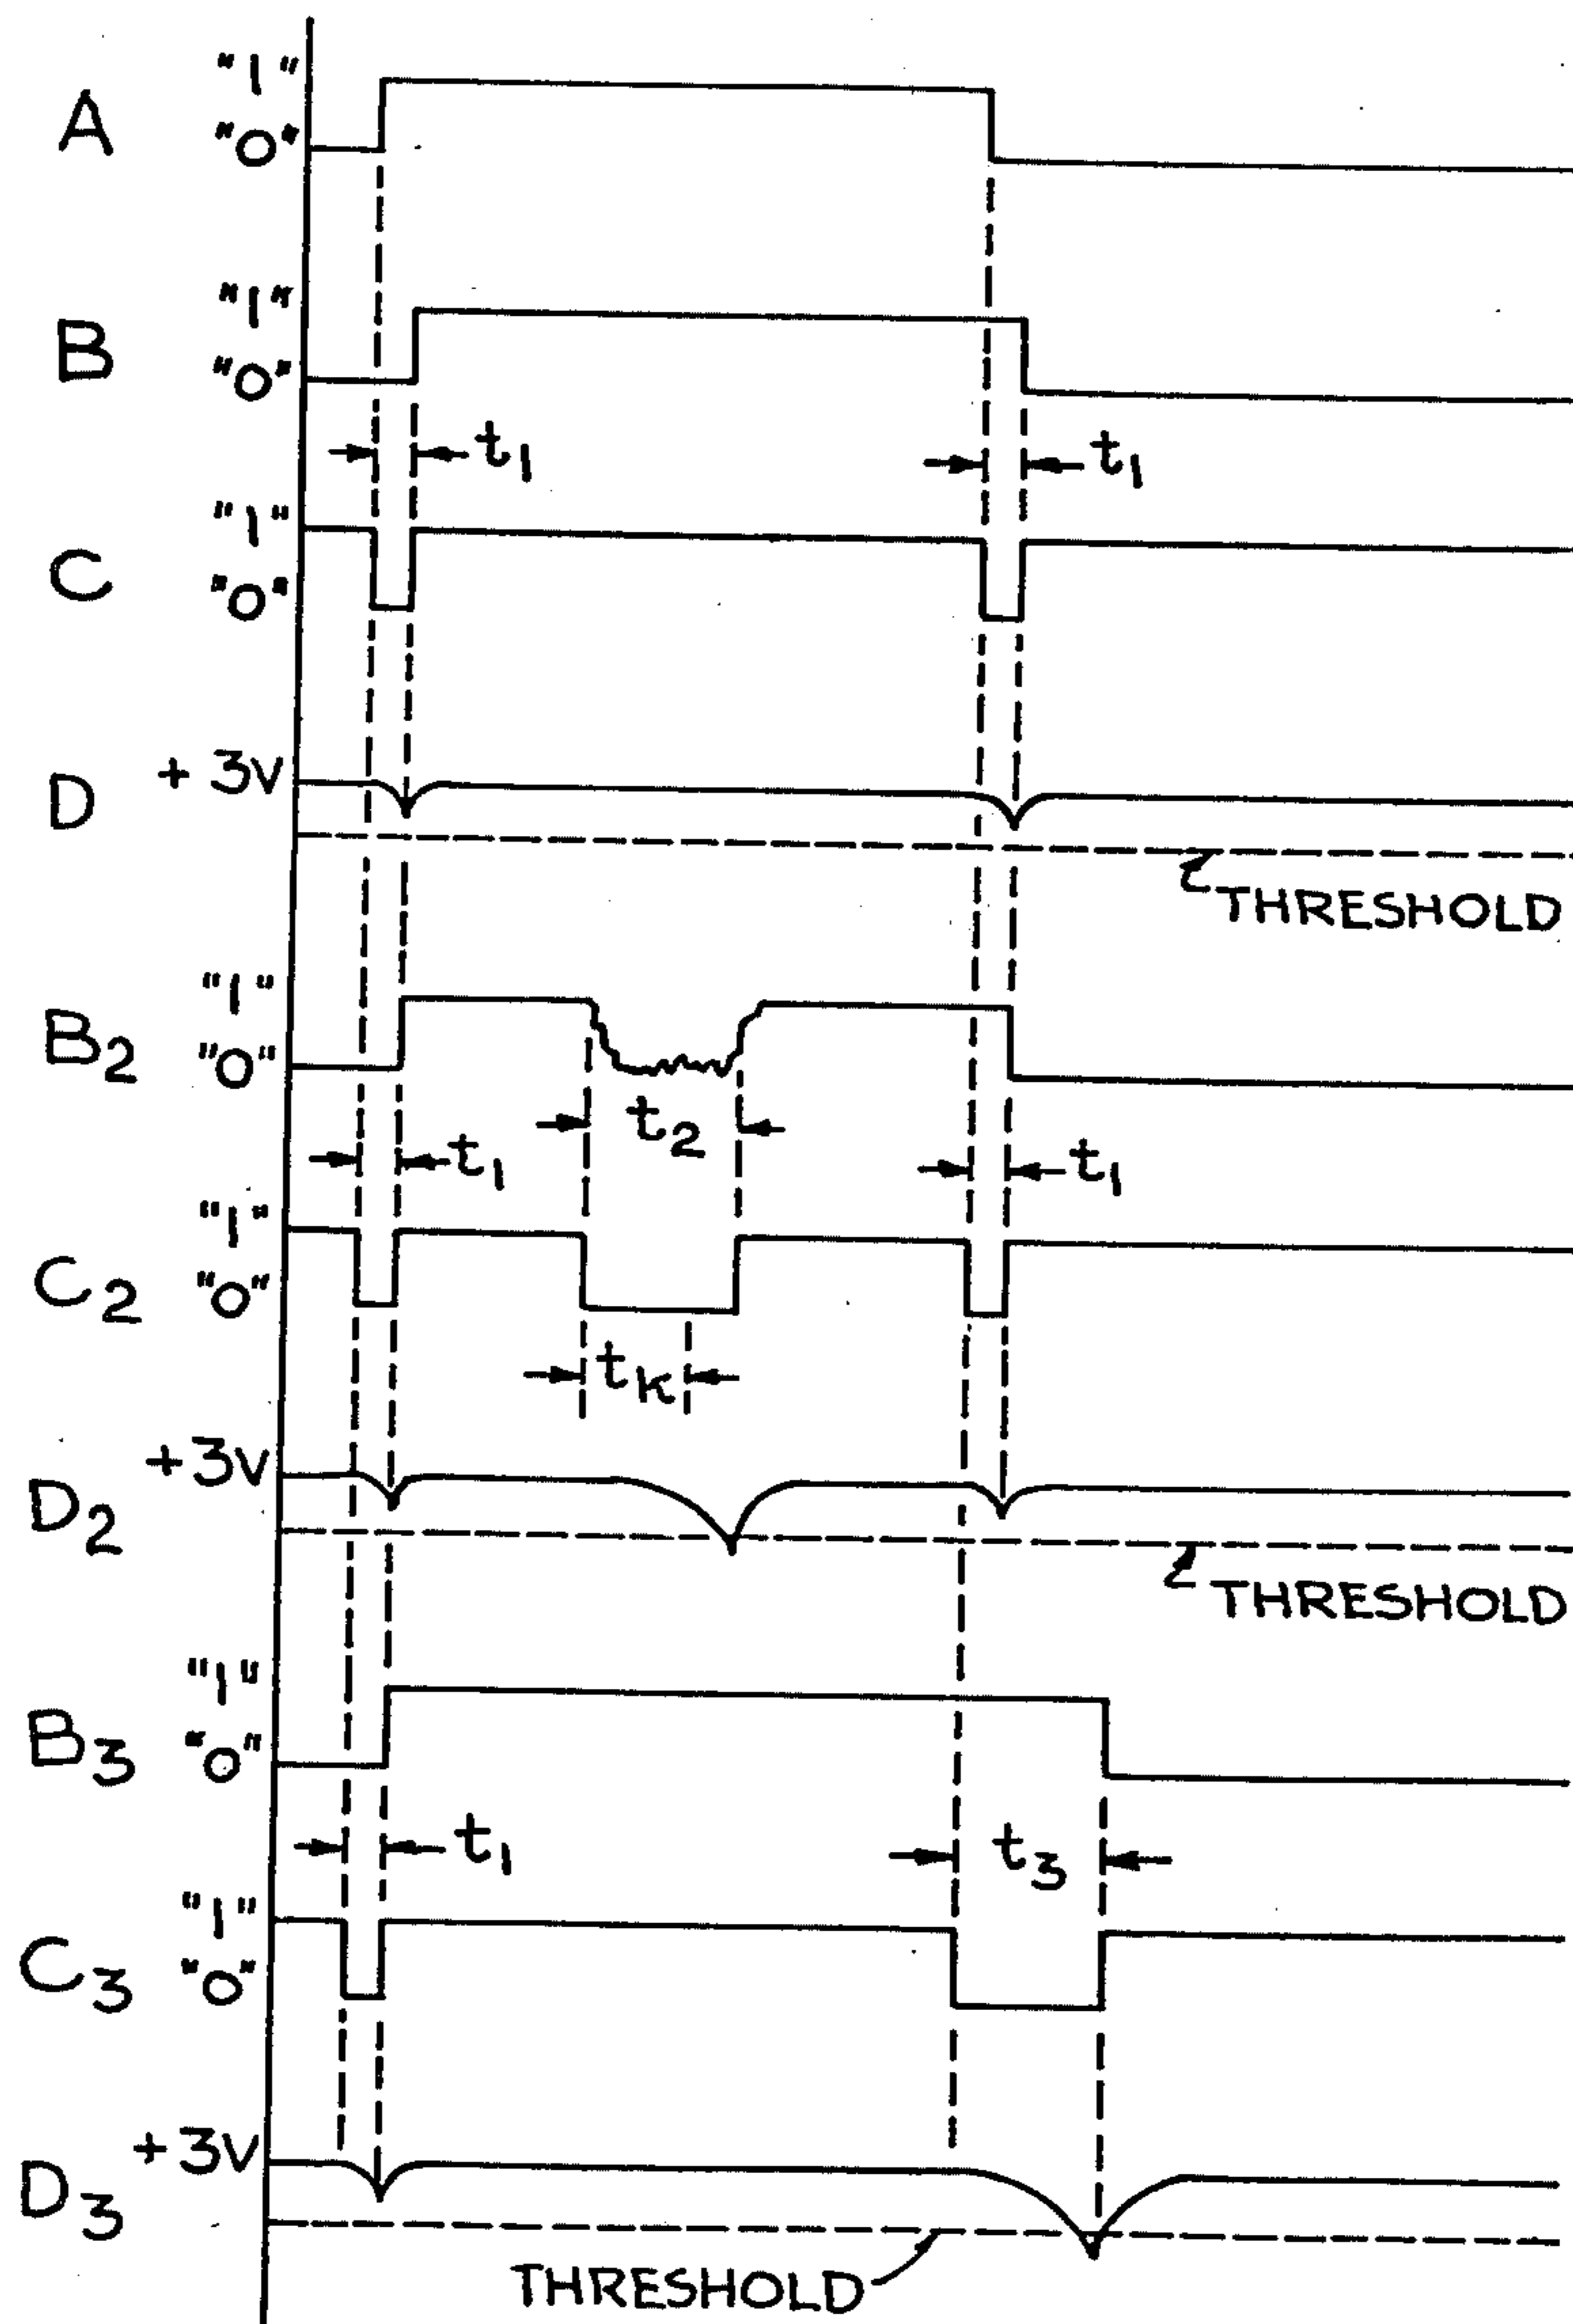 "1"
A "0"
"1"
B "0"
t1 t1
"1"
C "0"
D +3V
THRESHOLD
"1"
B2 "0"
t2
t1 t1
"1"
C2 "0"
tK
+3V
D2
THRESHOLD
"1"
B3 "0"
t1 t3
"1"
C3 "0"
+3V
D3
THRESHOLD